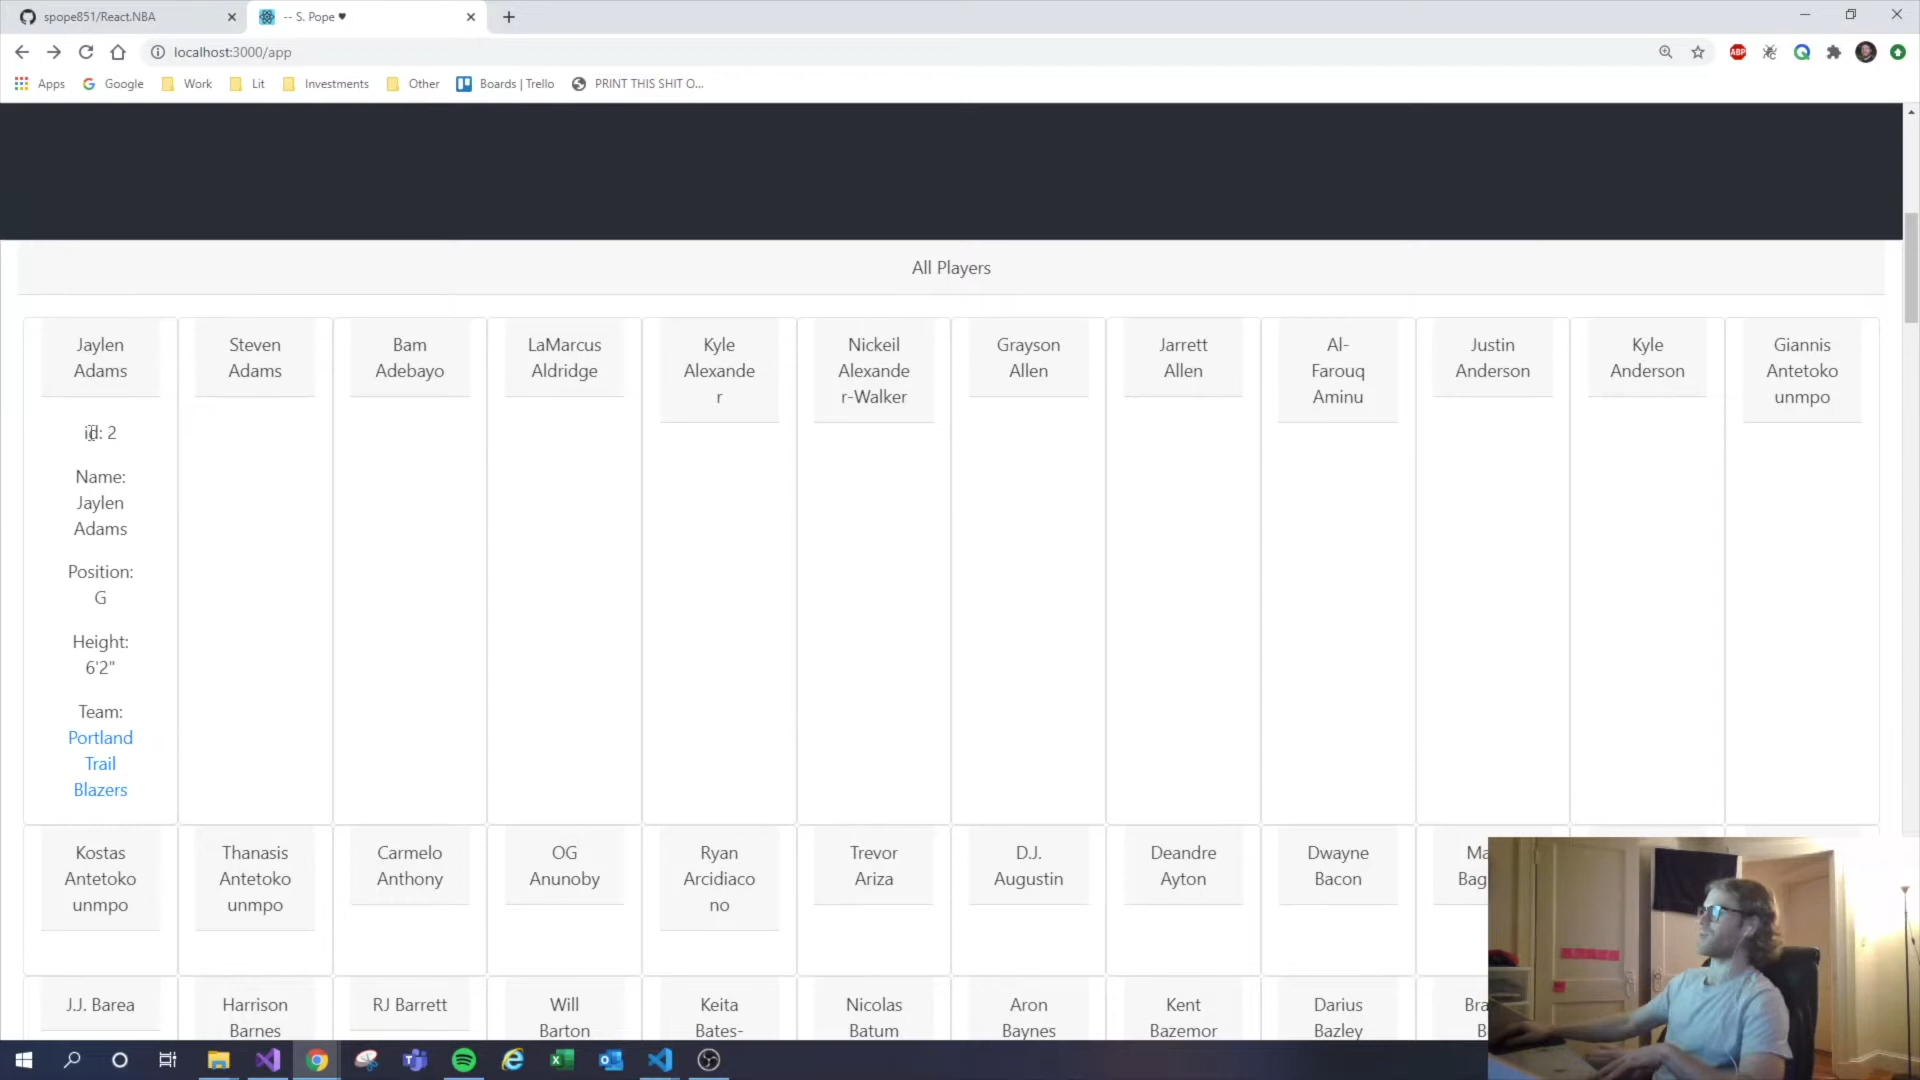 spope851/React.NBA
-- S. Pope ♥
localhost:3000/app
ABP
Apps
Google
Work
Lit
Investments
Other
Boards | Trello
PRINT THIS SHIT O...
All Players
Jaylen
Adams
Steven
Adams
Bam
Adebayo
LaMarcus
Aldridge
Kyle
Alexande
r
Nickeil
Alexande
r-Walker
Grayson
Allen
Jarrett
Allen
Al-
Farouq
Aminu
Justin
Anderson
Kyle
Anderson
Giannis
Antetoko
unmpo
id: 2
Name:
Jaylen
Adams
Position:
G
Height:
6'2"
Team:
Portland
Trail
Blazers
Kostas
Antetoko
unmpo
Thanasis
Antetoko
unmpo
Carmelo
Anthony
OG
Anunoby
Ryan
Arcidiaco
no
Trevor
Ariza
D.J.
Augustin
Deandre
Ayton
Dwayne
Bacon
Ma
Bag
J.J. Barea
Harrison
Barnes
RJ Barrett
Will
Barton
Keita
Bates-
Nicolas
Batum
Aron
Baynes
Kent
Bazemor
Darius
Bazley
Bra
B